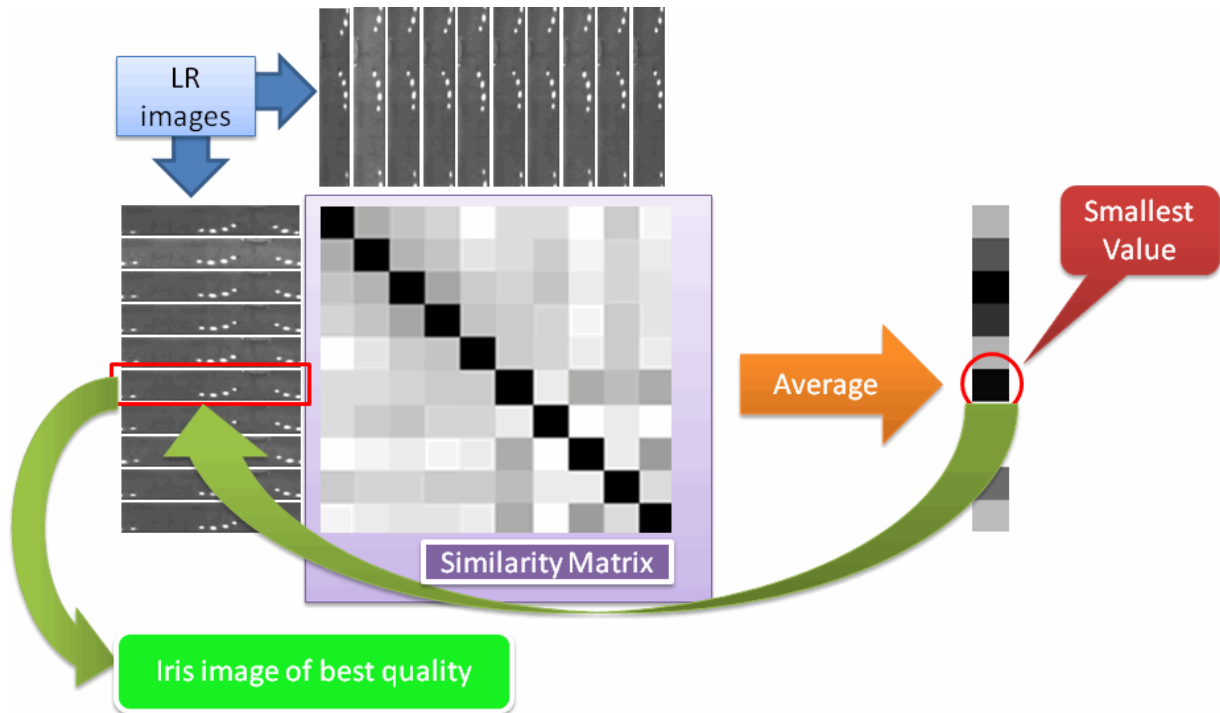 LR
images
Smallest
Value
Average
Similarity Matrix
Iris image of best quality